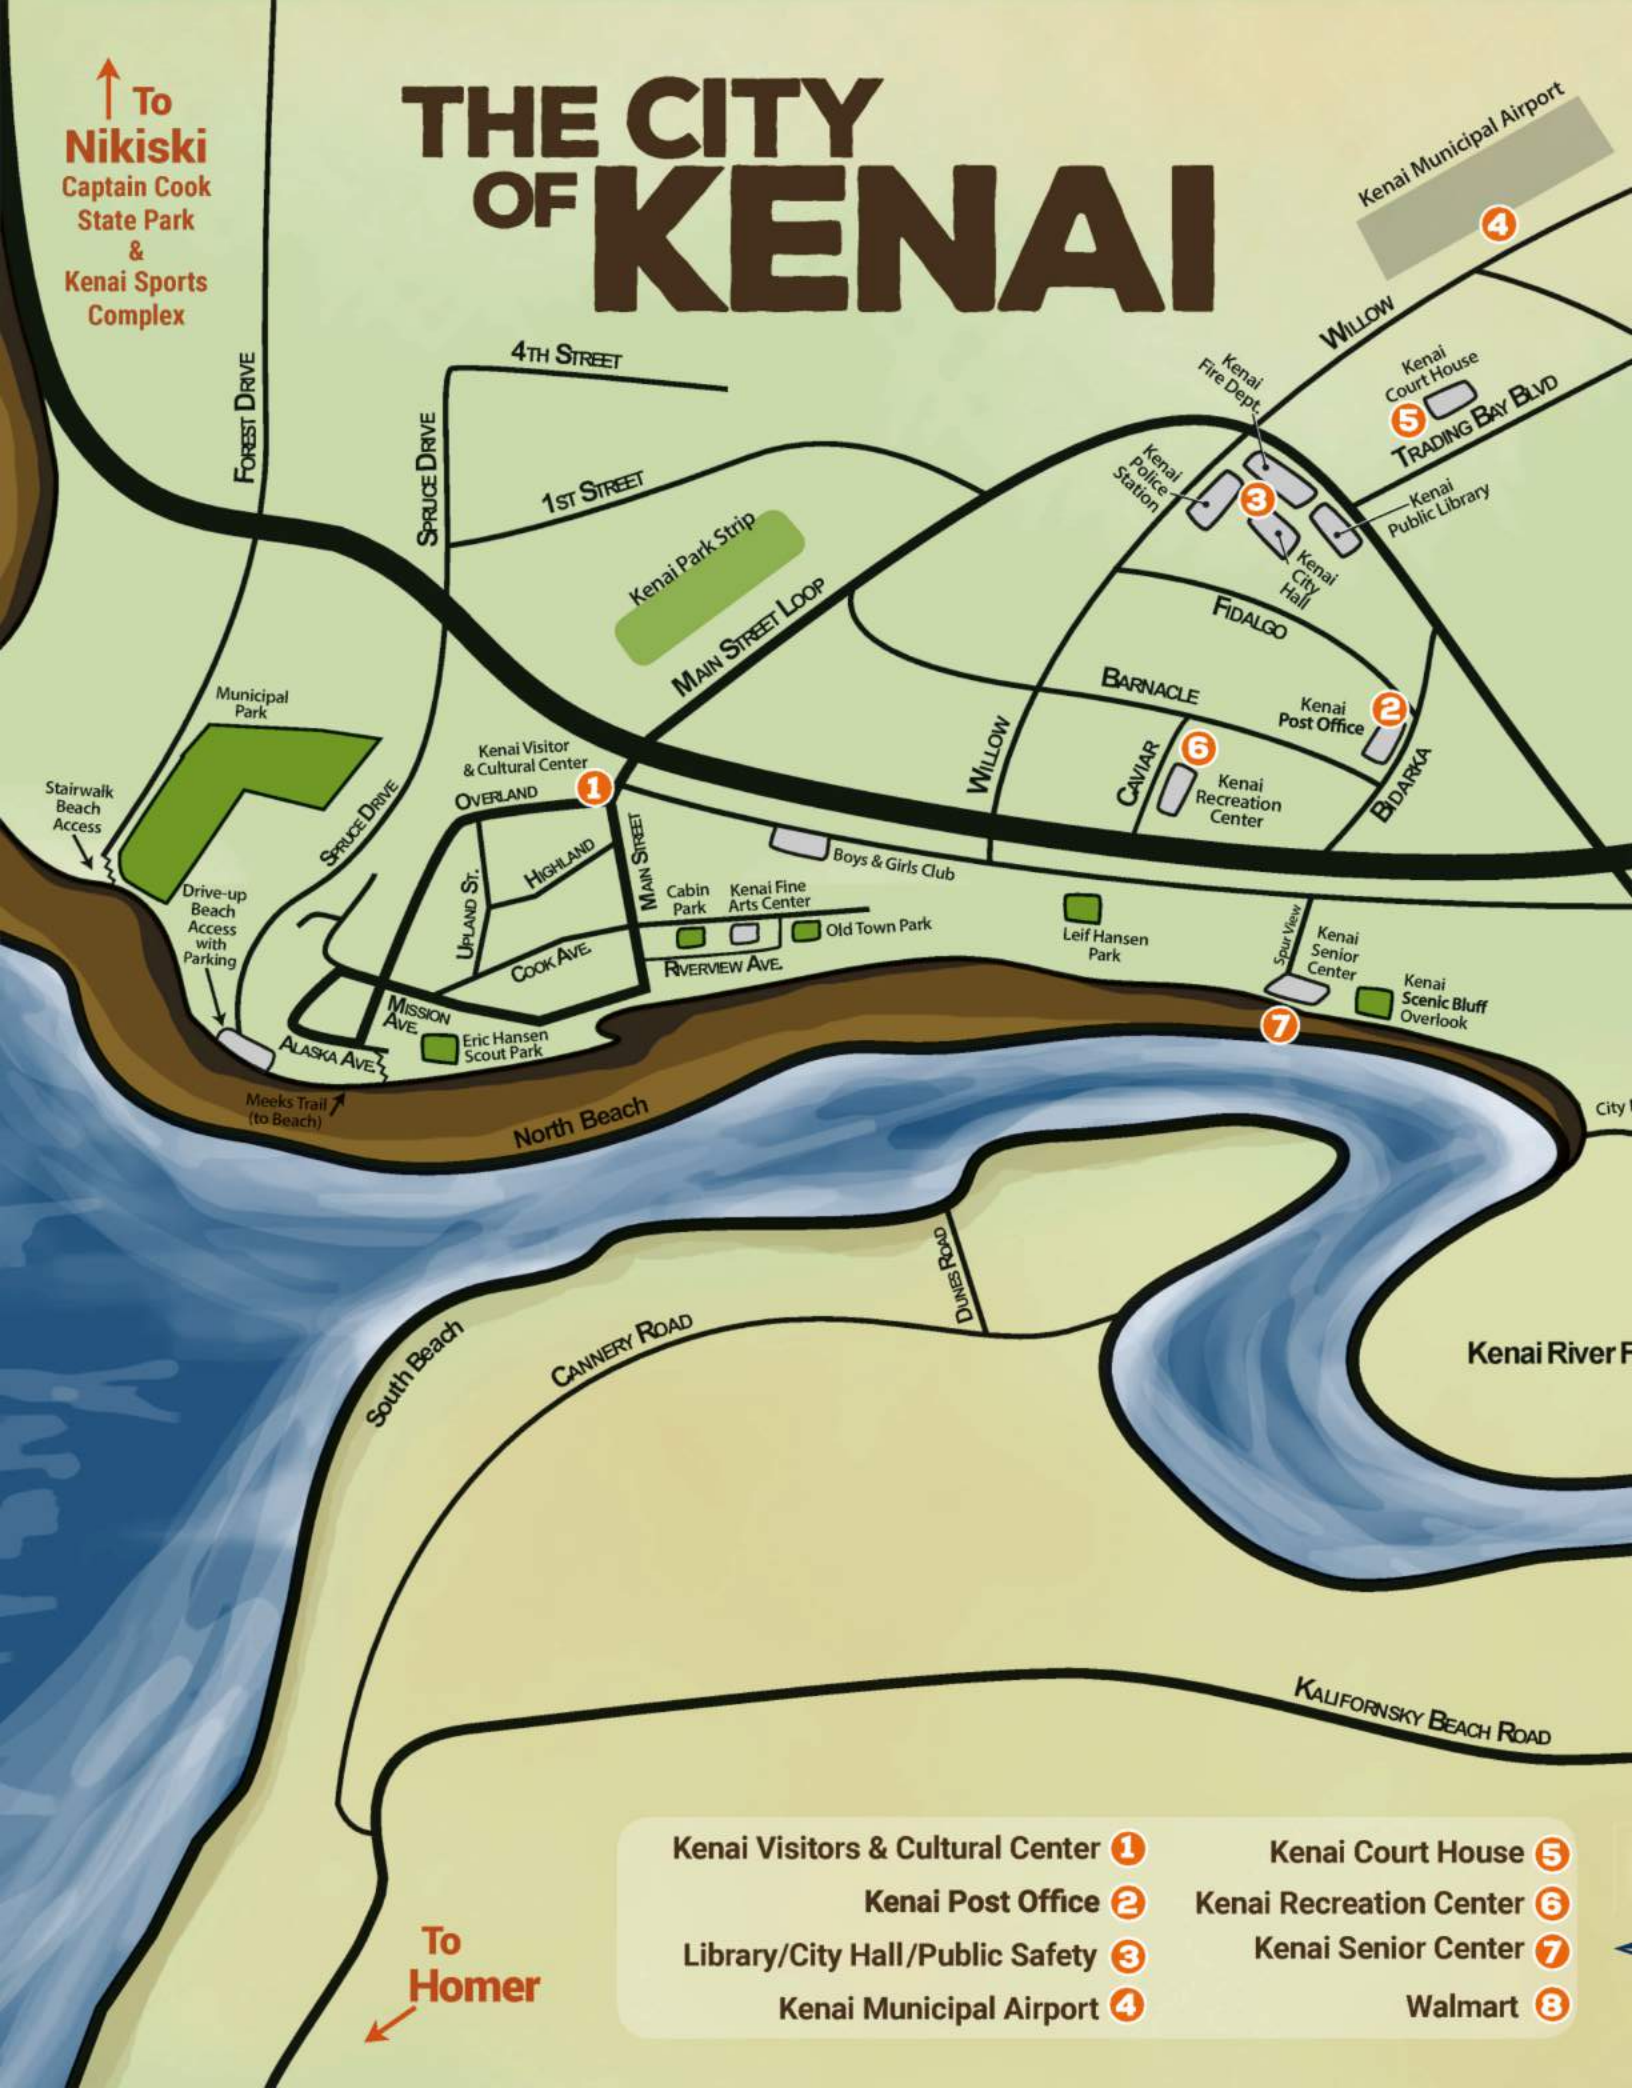 To
Nikiski
Captain Cook
State Park
&
Kenai Sports
Complex
THE CITY
OF KENAI
Kenai Municipal Airport
4
WILLOW
FOREST DRIVE
SPRUCE DRIVE
4TH STREET
1ST STREET
Kenai Park Strip
MAIN STREET LOOP
Kenai
Fire Dept.
Kenai
Court House
5
TRADING BAY BLVD
Kenai
Police
Station
3
Kenai
Public Library
Kenai
City
Hall
FIDALGO
BARNACLE
Kenai
Post Office
2
WILLOW
CAVIAR
6
Kenai
Recreation
Center
BIDARKA
Municipal
Park
Kenai Visitor
& Cultural Center
1
OVERLAND
Stairwalk
Beach
Access
SPRUCE DRIVE
HIGHLAND
MAIN STREET
UPLAND ST.
Boys & Girls Club
Drive-up
Beach
Access
with
Parking
Cabin
Park
Kenai Fine
Arts Center
Old Town Park
COOK AVE.
RIVERVIEW AVE.
Leif Hansen
Park
Spur View
Kenai
Senior
Center
Kenai
Scenic Bluff
Overlook
7
MISSION
AVE.
Eric Hansen
Scout Park
ALASKA AVE.
Meeks Trail
(to Beach)
North Beach
City
DUNES ROAD
South Beach
CANNERY ROAD
Kenai River F
KALIFORNSKY BEACH ROAD
To
Homer
Kenai Visitors & Cultural Center 1
Kenai Post Office 2
Library/City Hall/Public Safety 3
Kenai Municipal Airport 4
Kenai Court House 5
Kenai Recreation Center 6
Kenai Senior Center 7
Walmart 8